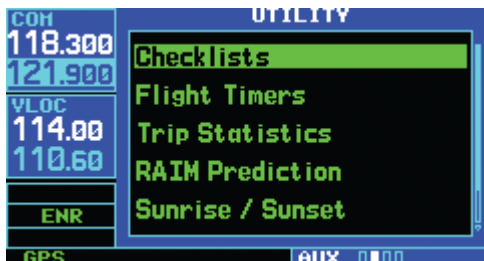 COM
118.300
121.900
VLOC
114.00
110.60
ENR
GPS
UTILITY
Checklists
Flight Timers
Trip Statistics
RAIM Prediction
Sunrise / Sunset
AUX